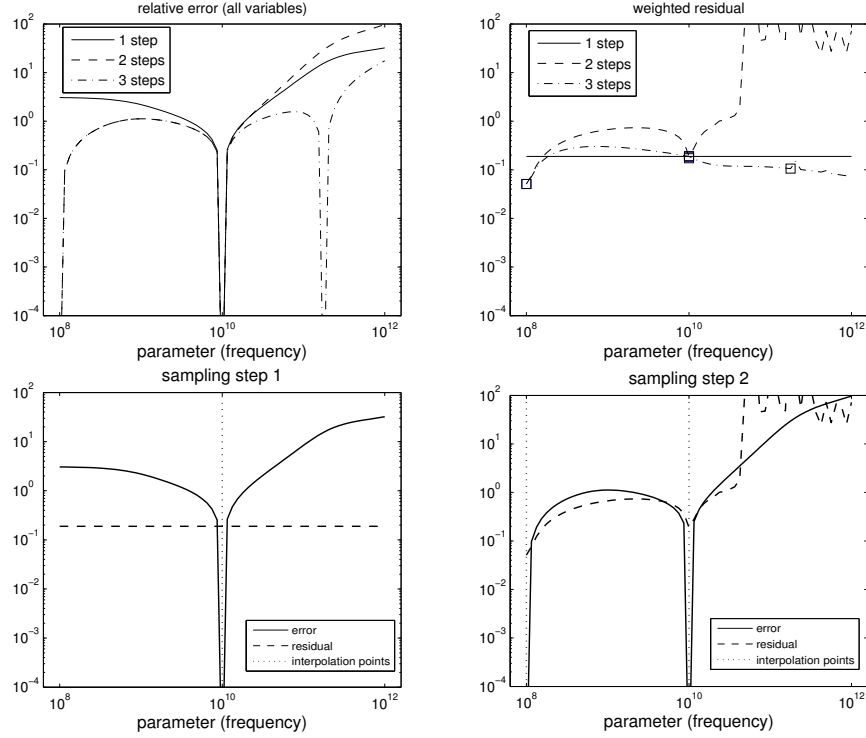 relative error (all variables)
10^2
10^1
10^0
10^-1
10^-2
10^-3
10^-4
1 step
2 steps
3 steps
10^8
10^10
10^12
parameter (frequency)
weighted residual
10^2
10^1
10^0
10^-1
10^-2
10^-3
10^-4
1 step
2 steps
3 steps
10^8
10^10
10^12
parameter (frequency)
sampling step 1
10^2
10^1
10^0
10^-1
10^-2
10^-3
10^-4
error
residual
interpolation points
10^8
10^10
10^12
parameter (frequency)
sampling step 2
10^2
10^1
10^0
10^-1
10^-2
10^-3
10^-4
error
residual
interpolation points
10^8
10^10
10^12
parameter (frequency)